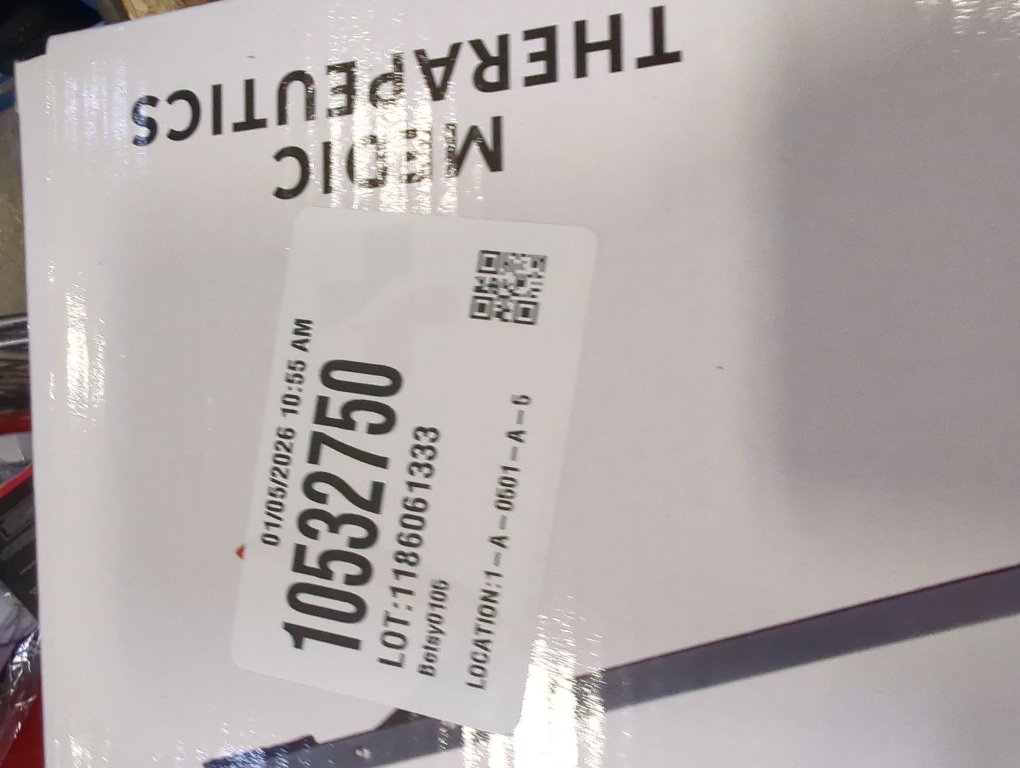 MEDIC
THERAPEUTICS
01/05/2026 10:55 AM
10532750
LOT:1186061333
Betsy0105
LOCATION:1-A-0501-A-5